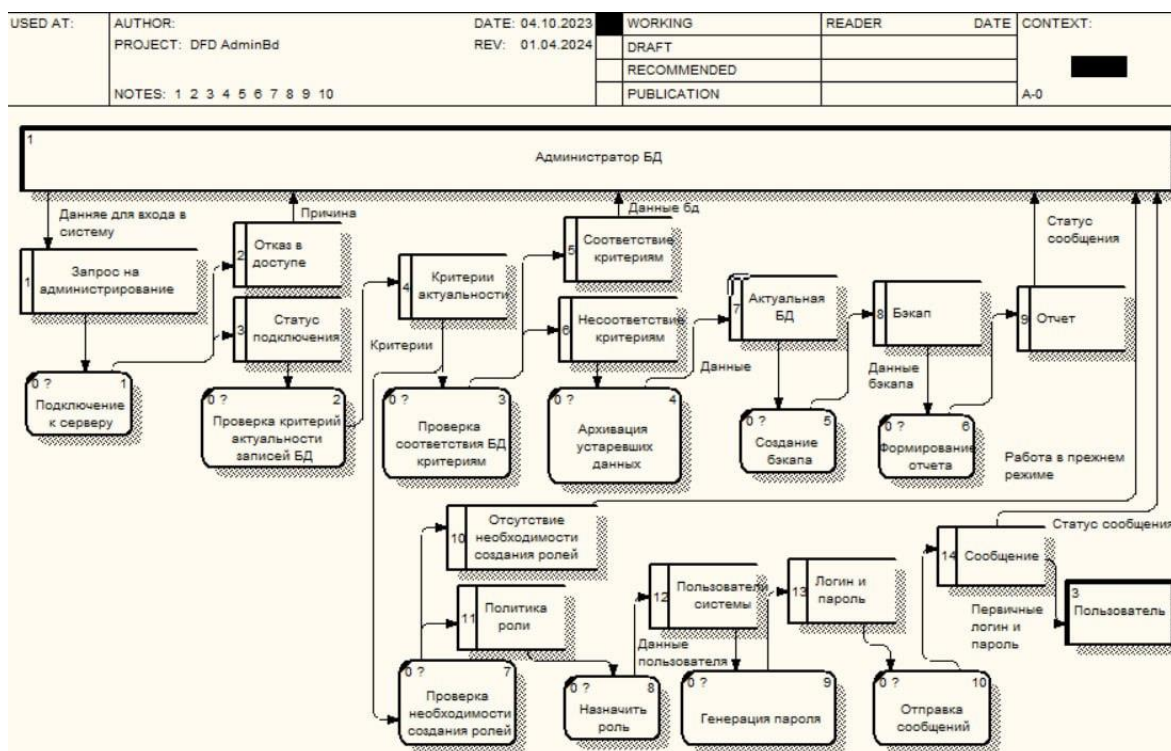 USED AT:
AUTHOR:
DATE: 04.10.2023
WORKING
READER
DATE
CONTEXT:
PROJECT: DFD AdminBd
REV: 01.04.2024
DRAFT
RECOMMENDED
NOTES: 1 2 3 4 5 6 7 8 9 10
PUBLICATION
A-0
1
Администратор БД
Данняе для входа в
систему
Причина
Данные бд
Статус
сообщения
1
Запрос на
администрирование
2
Отказ в
доступе
3
Статус
подключения
4
Критерии
актуальности
5
Соответствие
критериям
6
Несоответствие
критериям
7
Актуальная
БД
8
Бэкап
9
Отчет
Критерии
Данные
Данные
бэкапа
0 ?
1
Подключение
к серверу
0 ?
2
Проверка критерий
актуальности
записей БД
0 ?
3
Проверка
соответствия БД
критериям
0 ?
4
Архивация
устаревших
данных
0 ?
5
Создание
бэкапа
0 ?
6
Формирование
отчета
Работа в прежнем
режиме
10
Отсутствие
необходимости
создания ролей
11
Политика
роли
12
Пользователи
системы
13
Логин и
пароль
14
Сообщение
Статус сообщения
3
Пользователь
Данные
пользователя
Первичные
логин и
пароль
0 ?
7
Проверка
необходимости
создания ролей
0 ?
8
Назначить
роль
0 ?
9
Генерация пароля
0 ?
10
Отправка
сообщений